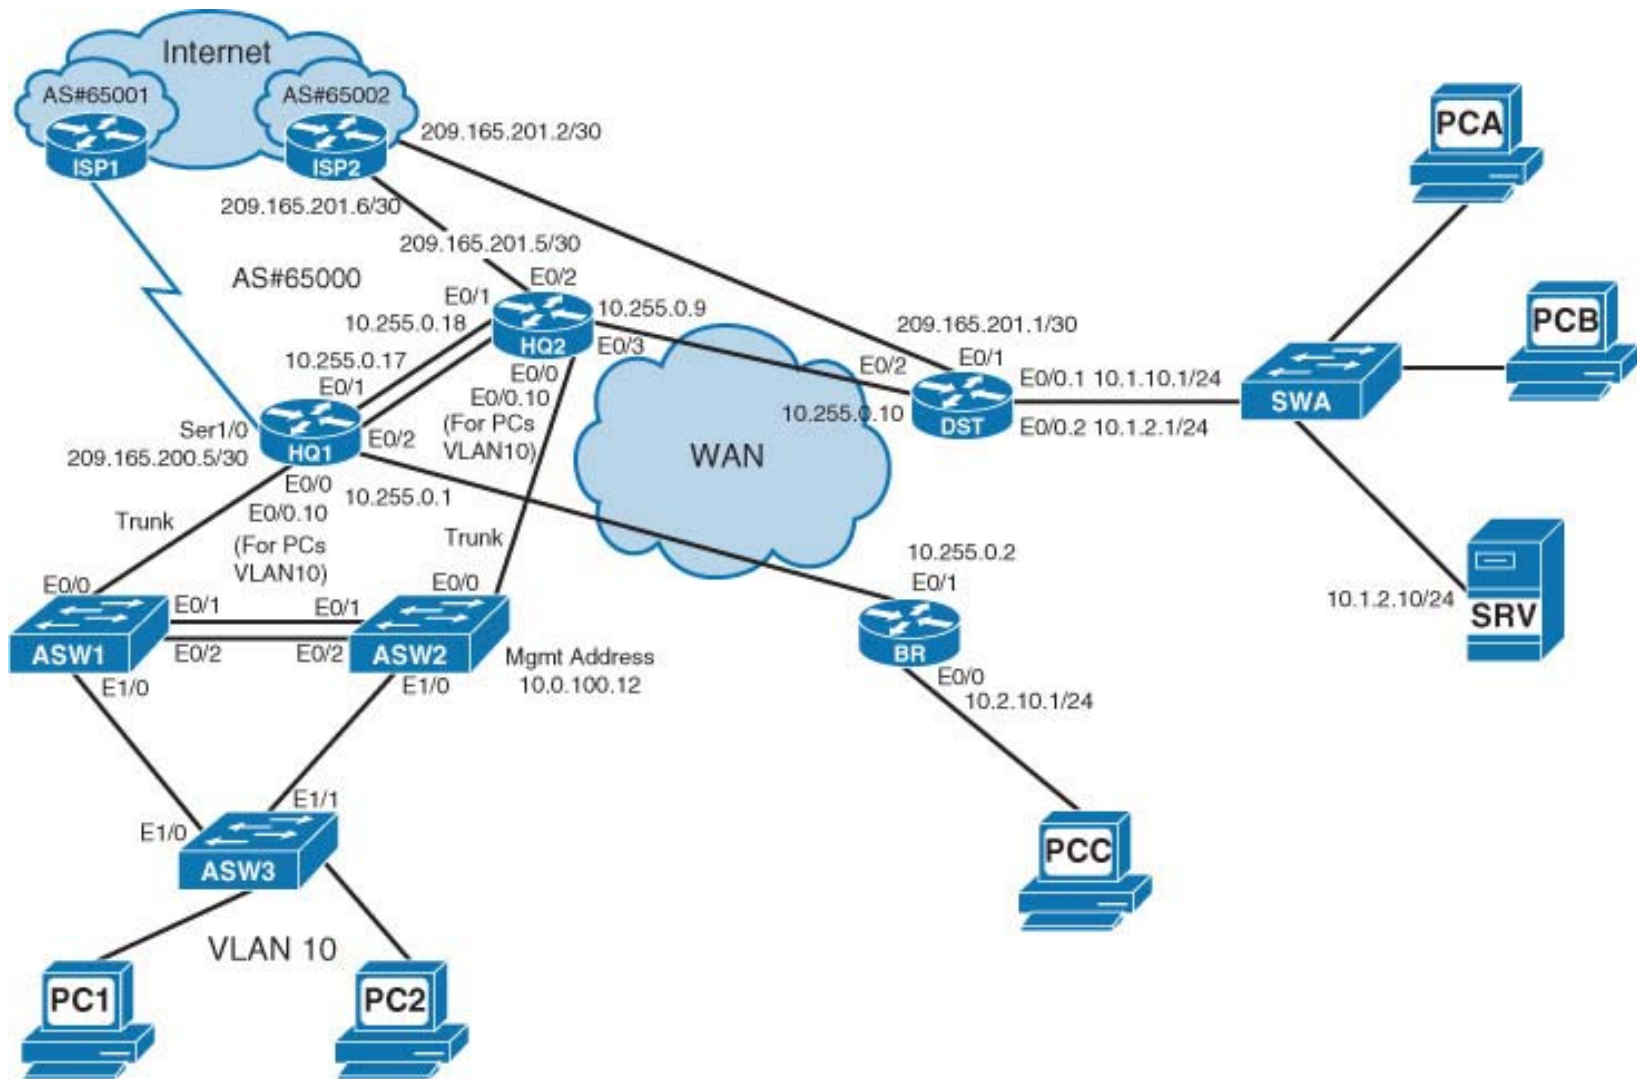 Internet
AS#65001
AS#65002
ISP1
ISP2
209.165.201.2/30
209.165.201.6/30
209.165.201.5/30
AS#65000
E0/2
E0/1
10.255.0.18
10.255.0.17
E0/1
HQ2
10.255.0.9
E0/3
E0/0
E0/0.10
(For PCs
VLAN10)
Ser1/0
209.165.200.5/30
HQ1
E0/2
E0/0
10.255.0.1
E0/0.10
(For PCs
VLAN10)
Trunk
Trunk
WAN
209.165.201.1/30
E0/2
E0/1
10.255.0.10
DST
E0/0.1 10.1.10.1/24
E0/0.2 10.1.2.1/24
SWA
PCA
PCB
10.1.2.10/24
SRV
E0/0
E0/1
E0/1
E0/0
ASW1
E0/2
E0/2
ASW2
E1/0
E1/0
Mgmt Address
10.0.100.12
10.255.0.2
E0/1
BR
E0/0
10.2.10.1/24
PCC
E1/1
E1/0
ASW3
VLAN 10
PC1
PC2